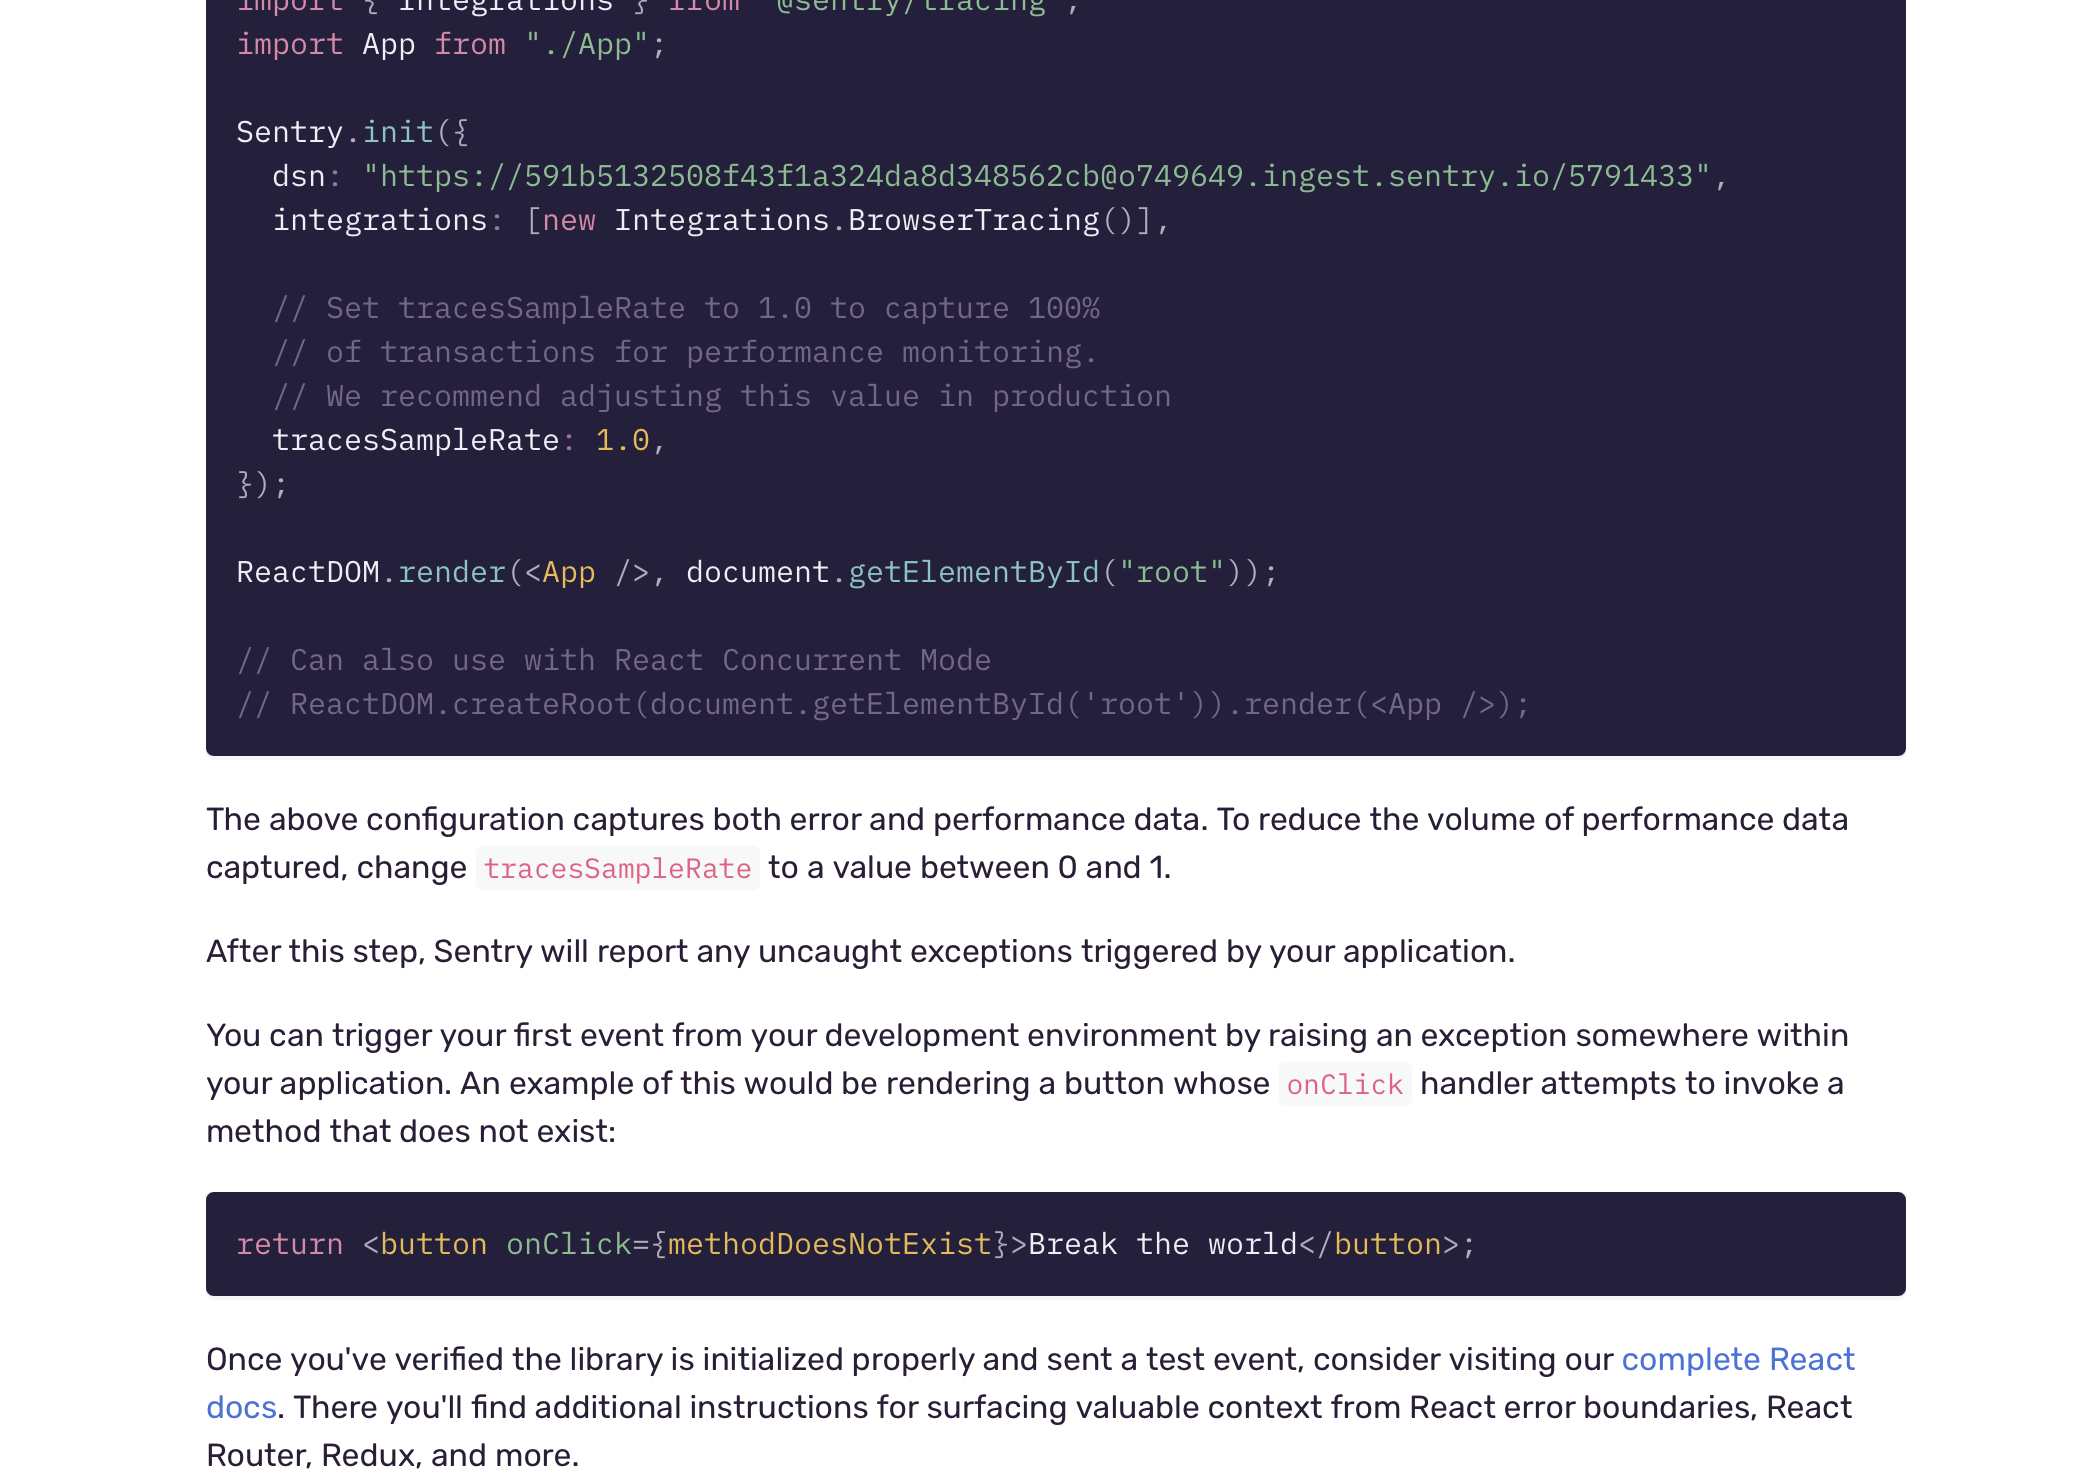 import { Integrations } from "@sentry/tracing";
import App from "./App";
Sentry.init({
dsn: "https://591b5132508f43f1a324da8d348562cb@o749649.ingest.sentry.io/5791433",
integrations: [new Integrations.BrowserTracing()],
// Set tracesSampleRate to 1.0 to capture 100%
// of transactions for performance monitoring.
// We recommend adjusting this value in production
tracesSampleRate: 1.0,
});
ReactDOM.render(<App />, document.getElementById("root"));
// Can also use with React Concurrent Mode
// ReactDOM.createRoot(document.getElementById('root')).render(<App />);
The above configuration captures both error and performance data. To reduce the volume of performance data
captured, change tracesSampleRate to a value between 0 and 1.
After this step, Sentry will report any uncaught exceptions triggered by your application.
You can trigger your first event from your development environment by raising an exception somewhere within
your application. An example of this would be rendering a button whose onClick handler attempts to invoke a
method that does not exist:
return <button onClick={methodDoesNotExist}>Break the world</button>;
Once you've verified the library is initialized properly and sent a test event, consider visiting our complete React
docs. There you'll find additional instructions for surfacing valuable context from React error boundaries, React
Router, Redux, and more.